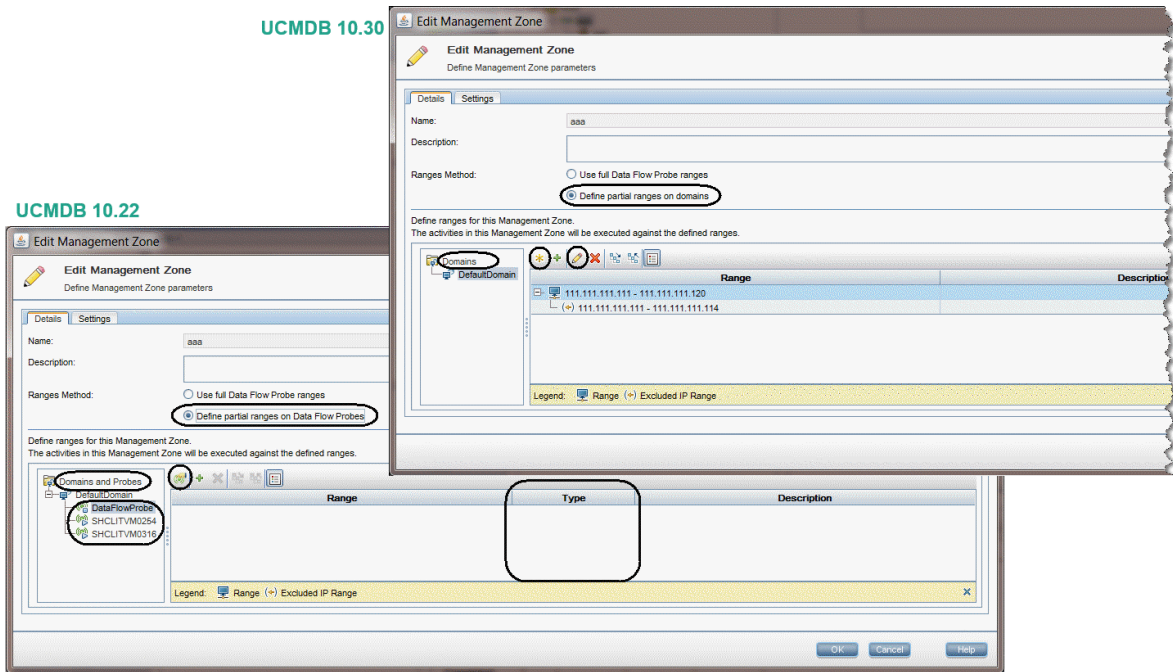 UCMDB 10.30
Edit Management Zone
Edit Management Zone
Define Management Zone parameters
Details Settings
Name: aaa
Description:
Ranges Method: Use full Data Flow Probe ranges
Define partial ranges on domains
Define ranges for this Management Zone.
The activities in this Management Zone will be executed against the defined ranges.
Domains
DefaultDomain
Range Descriptio
111.111.111.111 - 111.111.111.120
111.111.111.111 - 111.111.111.114
Legend: Range Excluded IP Range
UCMDB 10.22
Edit Management Zone
Edit Management Zone
Define Management Zone parameters
Details Settings
Name: aaa
Description:
Ranges Method: Use full Data Flow Probe ranges
Define partial ranges on Data Flow Probes
Define ranges for this Management Zone.
The activities in this Management Zone will be executed against the defined ranges.
Domains and Probes
DefaultDomain
DataFlowProbe
SHCLITVM0254
SHCLITVM0316
Range Type Description
Legend: Range Excluded IP Range
OK Cancel Help